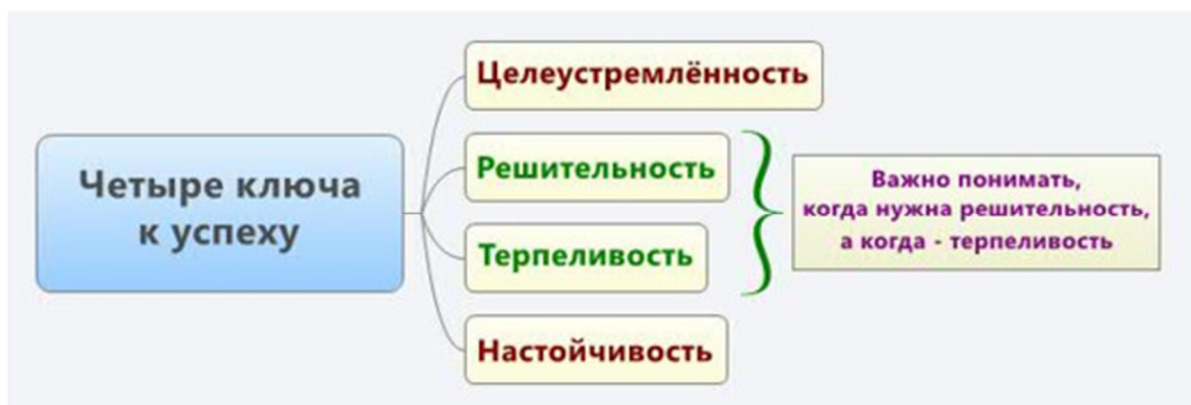 Четыре ключа
к успеху
Целеустремлённость
Решительность
Терпеливость
Настойчивость
Важно понимать,
когда нужна решительность,
а когда - терпеливость